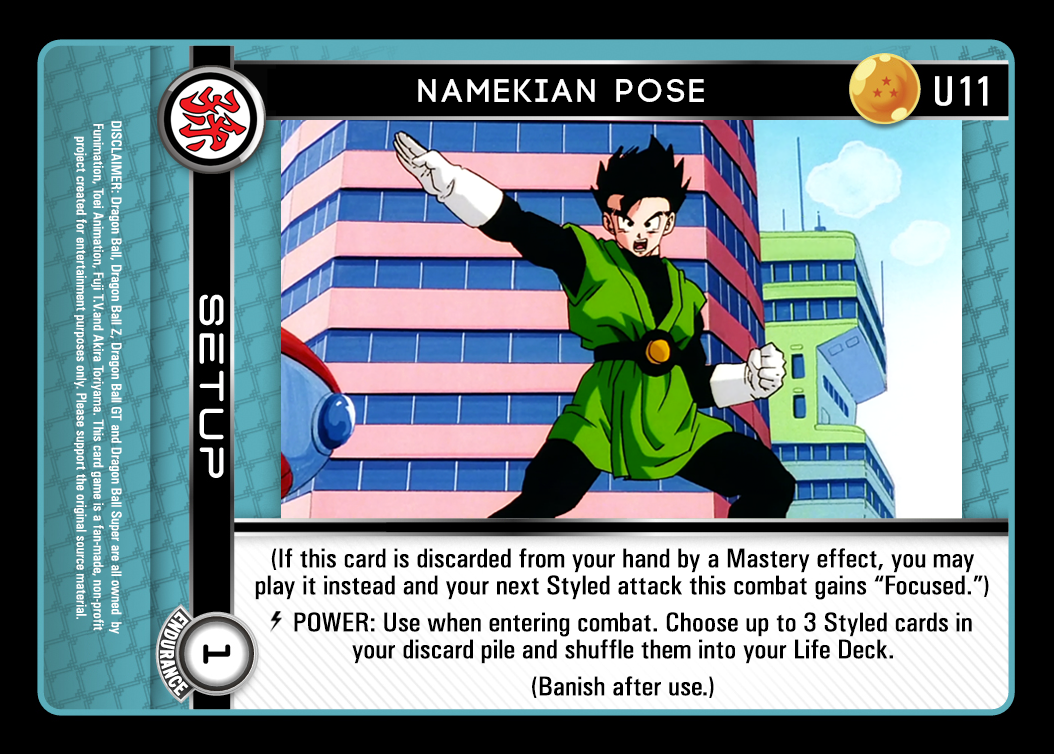 NAMEKIAN POSE
U11
SETUP
(If this card is discarded from your hand by a Mastery effect, you may
play it instead and your next Styled attack this combat gains “Focused.”)
POWER: Use when entering combat. Choose up to 3 Styled cards in
your discard pile and shuffle them into your Life Deck.
(Banish after use.)
ENDURANCE
1
DISCLAIMER: Dragon Ball, Dragon Ball Z, Dragon Ball GT and Dragon Ball Super are all owned by
Funimation, Toei Animation, Fuji T.V.and Akira Toriyama. This card game is a fan-made, non-profit
project created for entertainment purposes only. Please support the original source material.